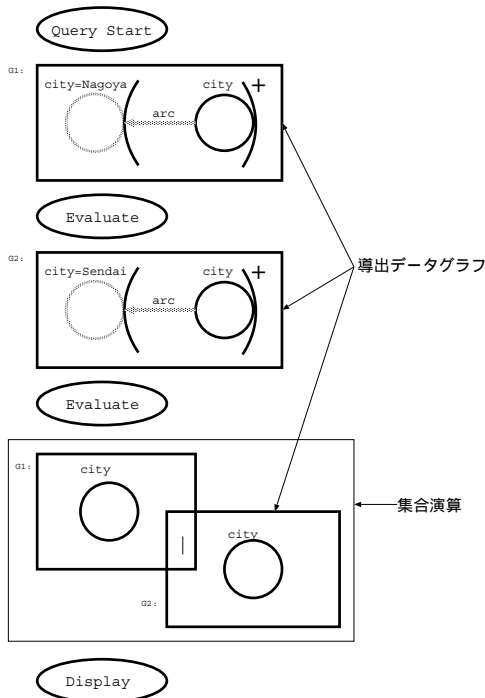 Query Start
G1:
city=Nagoya
city
+
arc
Evaluate
G2:
city=Sendai
city
+
arc
導出データグラフ
Evaluate
G1:
city
集合演算
city
G2:
Display